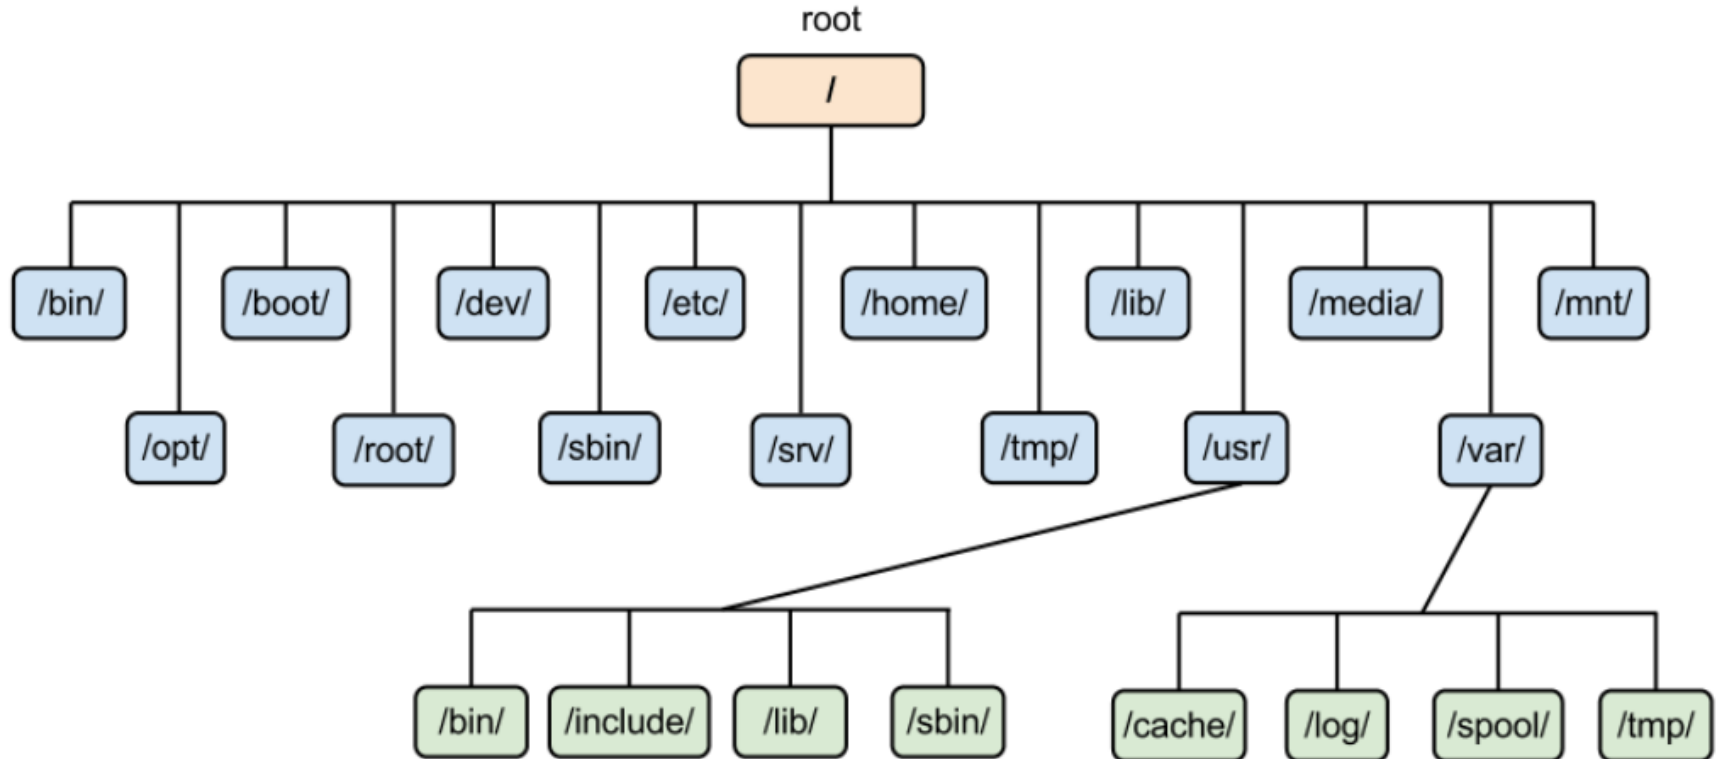 root
/
/bin/
/boot/
/dev/
/etc/
/home/
/lib/
/media/
/mnt/
/opt/
/root/
/sbin/
/srv/
/tmp/
/usr/
/var/
/bin/
/include/
/lib/
/sbin/
/cache/
/log/
/spool/
/tmp/